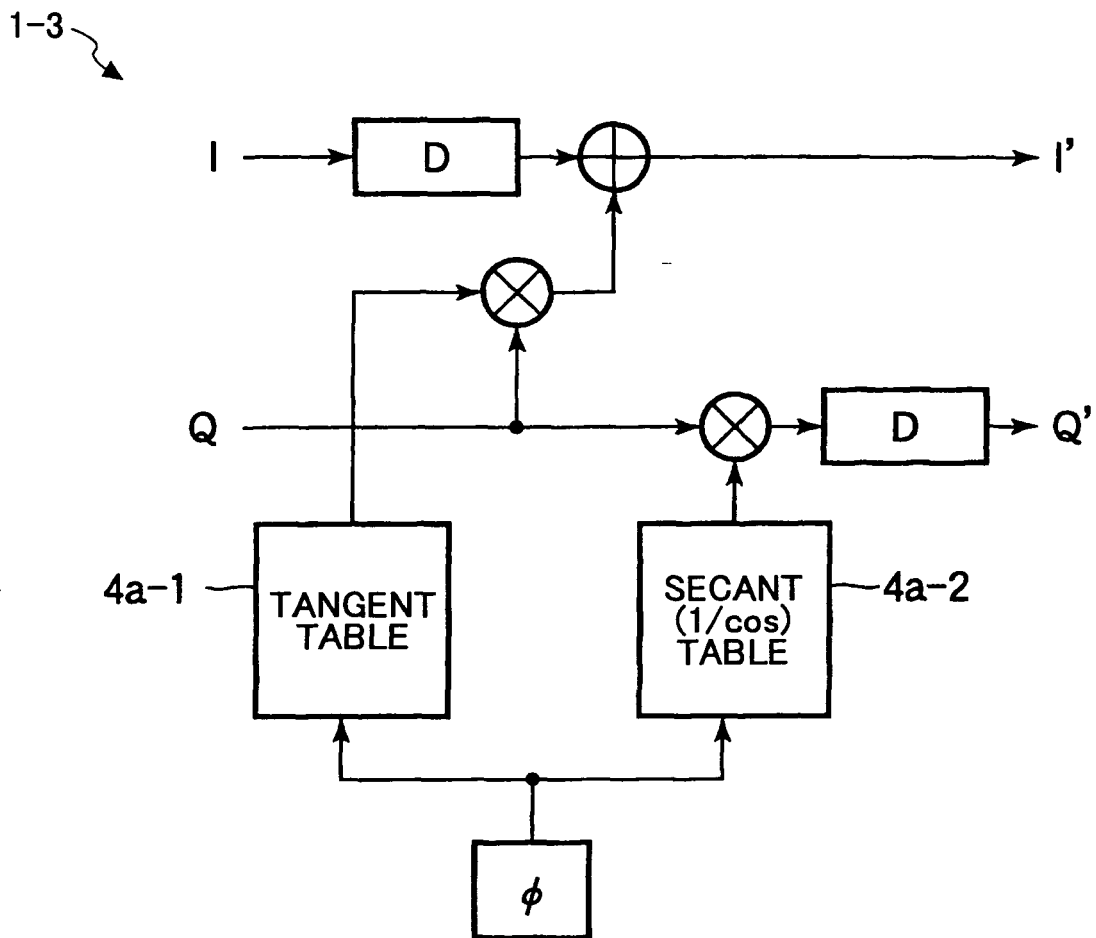 1-3
I
D
I'
Q
D
Q'
4a-1
TANGENT
TABLE
SECANT
(1/cos)
TABLE
4a-2
ϕ